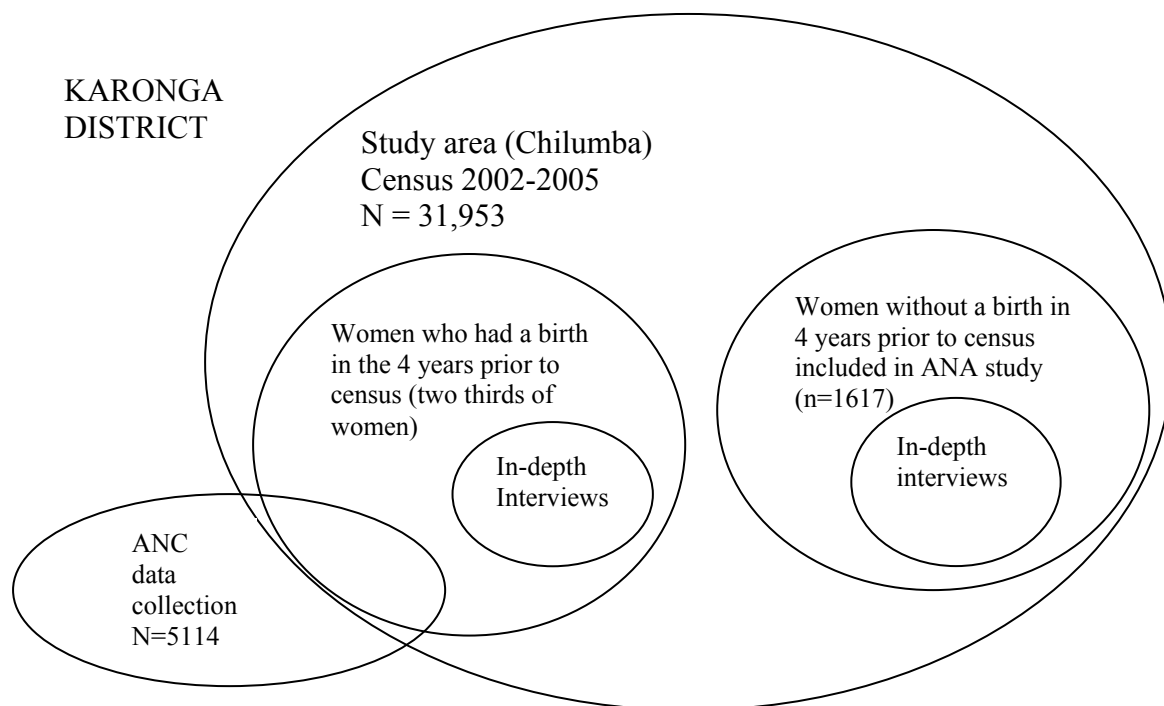 KARONGA
DISTRICT
Study area (Chilumba)
Census 2002-2005
N = 31,953
Women who had a birth
in the 4 years prior to
census (two thirds of
women)
In-depth
Interviews
Women without a birth in
4 years prior to census
included in ANA study
(n=1617)
In-depth
interviews
ANC
data
collection
N=5114